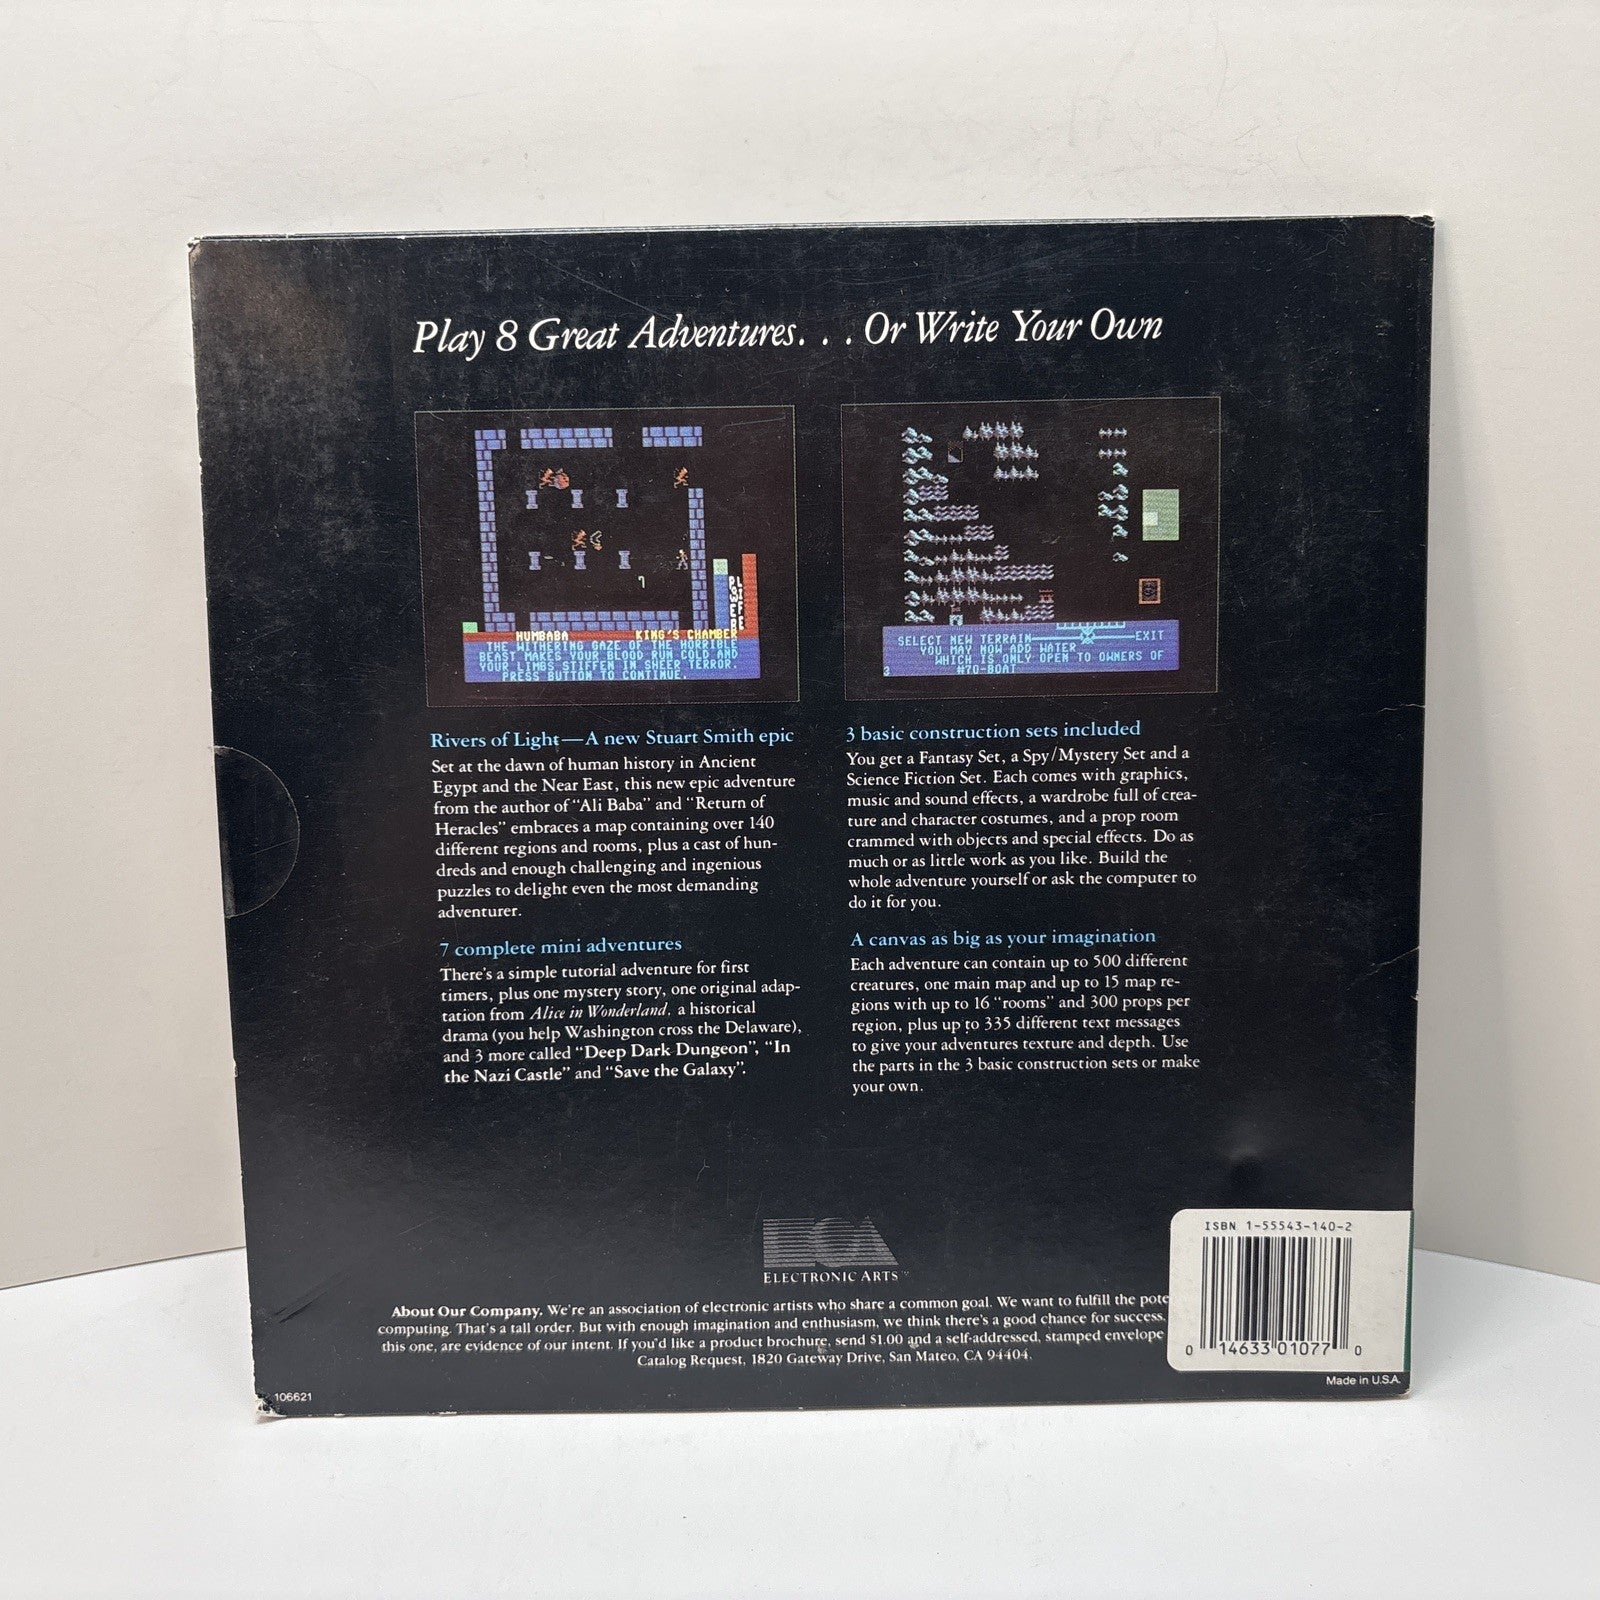 Play 8 Great Adventures. . . Or Write Your Own
HUMBABA KING'S CHAMBER
THE WITHERING GAZE OF THE HORRIBLE
BEAST MAKES YOUR BLOOD RUN COLD AND
YOUR LIMBS STIFFEN IN SHEER TERROR.
PRESS BUTTON TO CONTINUE.
POWER
LIFE
SELECT NEW TERRAIN EXIT
YOU MAY NOW ADD WATER
WHICH IS ONLY OPEN TO OWNERS OF
#70-BOAT
3
Rivers of Light—A new Stuart Smith epic
Set at the dawn of human history in Ancient
Egypt and the Near East, this new epic adventure
from the author of "Ali Baba" and "Return of
Heracles" embraces a map containing over 140
different regions and rooms, plus a cast of hun-
dreds and enough challenging and ingenious
puzzles to delight even the most demanding
adventurer.
7 complete mini adventures
There's a simple tutorial adventure for first
timers, plus one mystery story, one original adap-
tation from Alice in Wonderland, a historical
drama (you help Washington cross the Delaware),
and 3 more called "Deep Dark Dungeon", "In
the Nazi Castle" and "Save the Galaxy".
3 basic construction sets included
You get a Fantasy Set, a Spy/Mystery Set and a
Science Fiction Set. Each comes with graphics,
music and sound effects, a wardrobe full of crea-
ture and character costumes, and a prop room
crammed with objects and special effects. Do as
much or as little work as you like. Build the
whole adventure yourself or ask the computer to
do it for you.
A canvas as big as your imagination
Each adventure can contain up to 500 different
creatures, one main map and up to 15 map re-
gions with up to 16 "rooms" and 300 props per
region, plus up to 335 different text messages
to give your adventures texture and depth. Use
the parts in the 3 basic construction sets or make
your own.
ELECTRONIC ARTS™
About Our Company. We're an association of electronic artists who share a common goal. We want to fulfill the pote
computing. That's a tall order. But with enough imagination and enthusiasm, we think there's a good chance for success.
this one, are evidence of our intent. If you'd like a product brochure, send $1.00 and a self-addressed, stamped envelope
Catalog Request, 1820 Gateway Drive, San Mateo, CA 94404.
ISBN 1-55543-140-2
0 14633 01077 0
Made in U.S.A.
106621